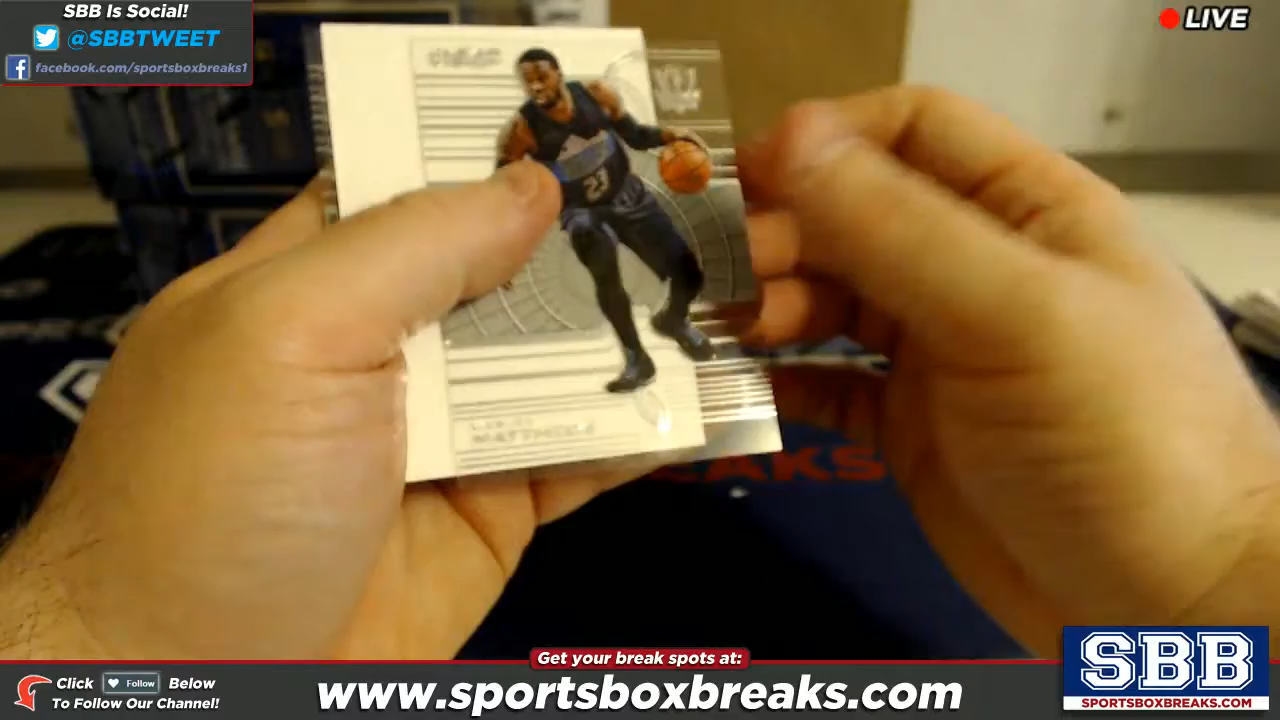 SBB Is Social!
@SBBTWEET
f facebook.com/sportsboxbreaks1
LIVE
23
MATTHEWS
EAKS
Get your break spots at:
Click Follow Below
To Follow Our Channel!
www.sportsboxbreaks.com
SBB
SPORTSBOXBREAKS.COM